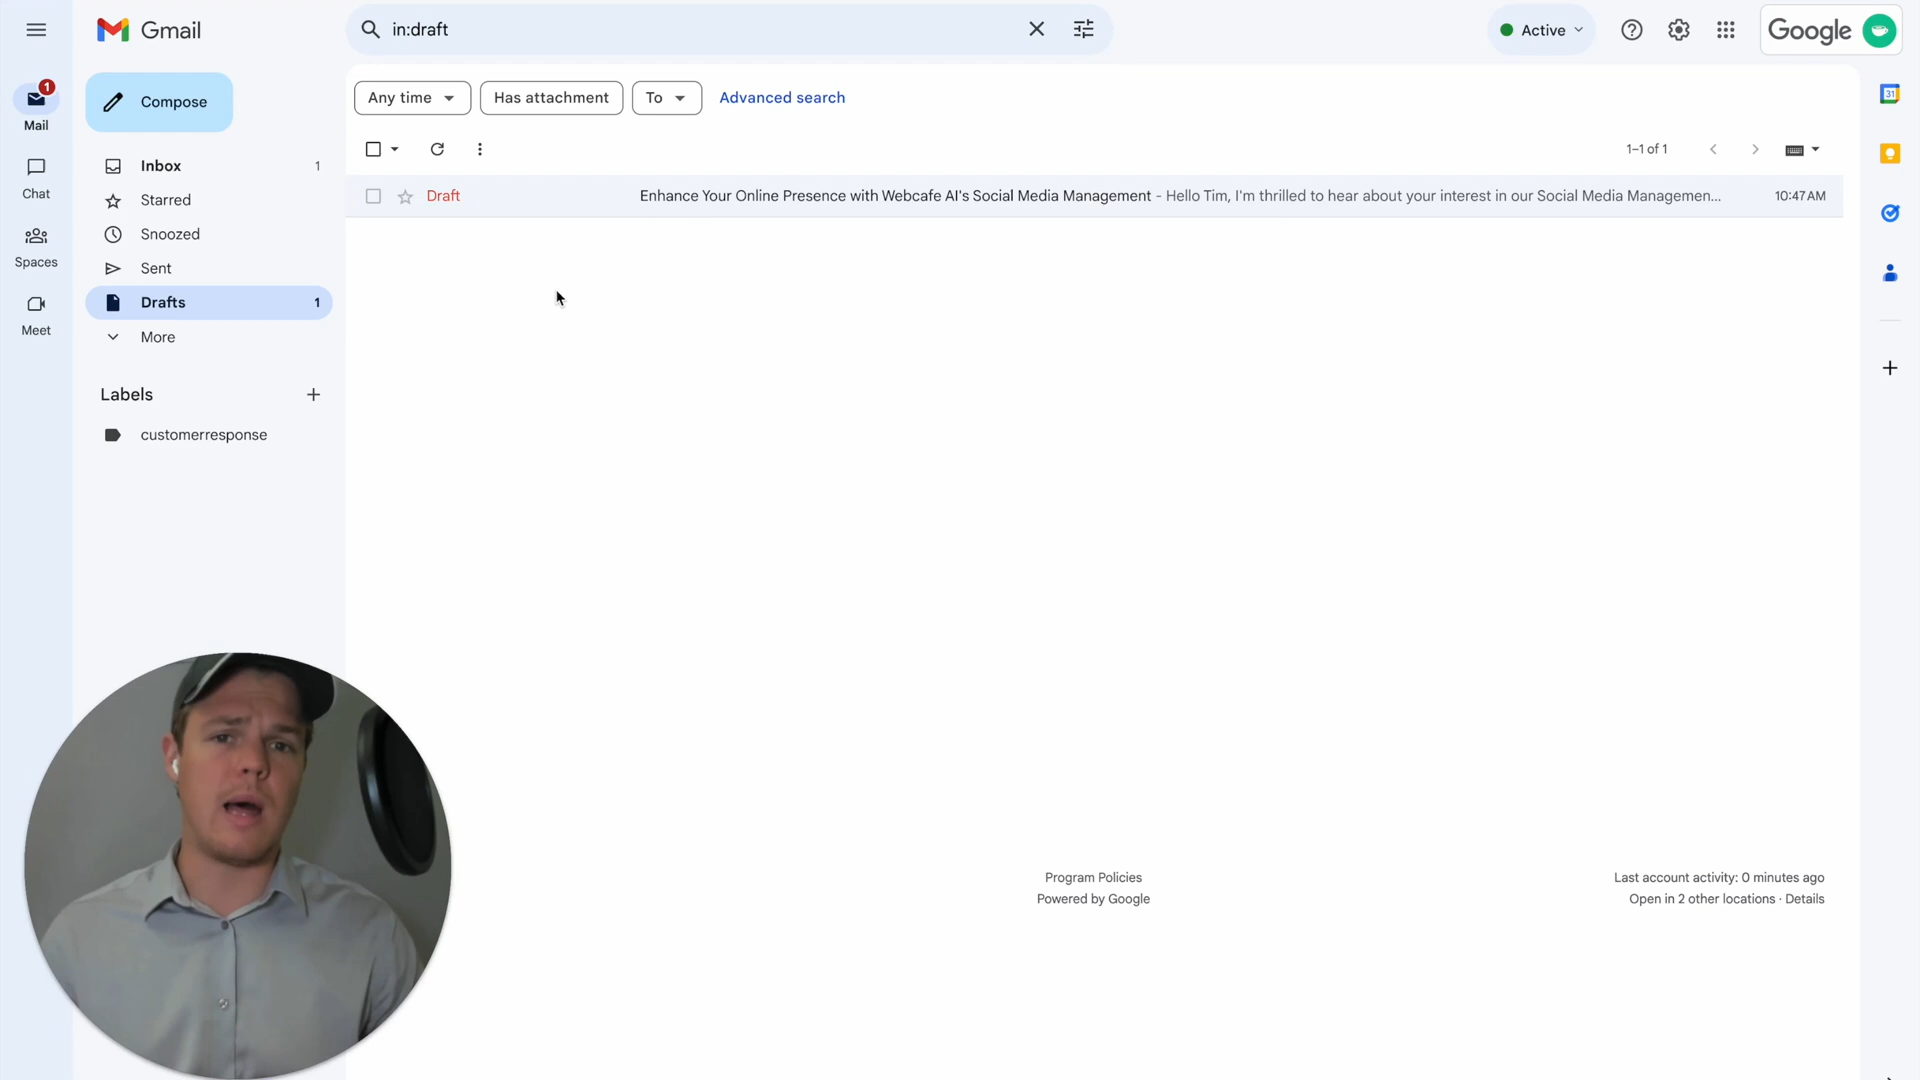 Gmail
in:draft
Active
Google
1
Mail
Chat
Spaces
Meet
Compose
Inbox 1
Starred
Snoozed
Sent
Drafts 1
More
Labels
customerresponse
Any time
Has attachment
To
Advanced search
1–1 of 1
Draft Enhance Your Online Presence with Webcafe AI's Social Media Management - Hello Tim, I'm thrilled to hear about your interest in our Social Media Managemen... 10:47 AM
31
Program Policies
Powered by Google
Last account activity: 0 minutes ago
Open in 2 other locations · Details